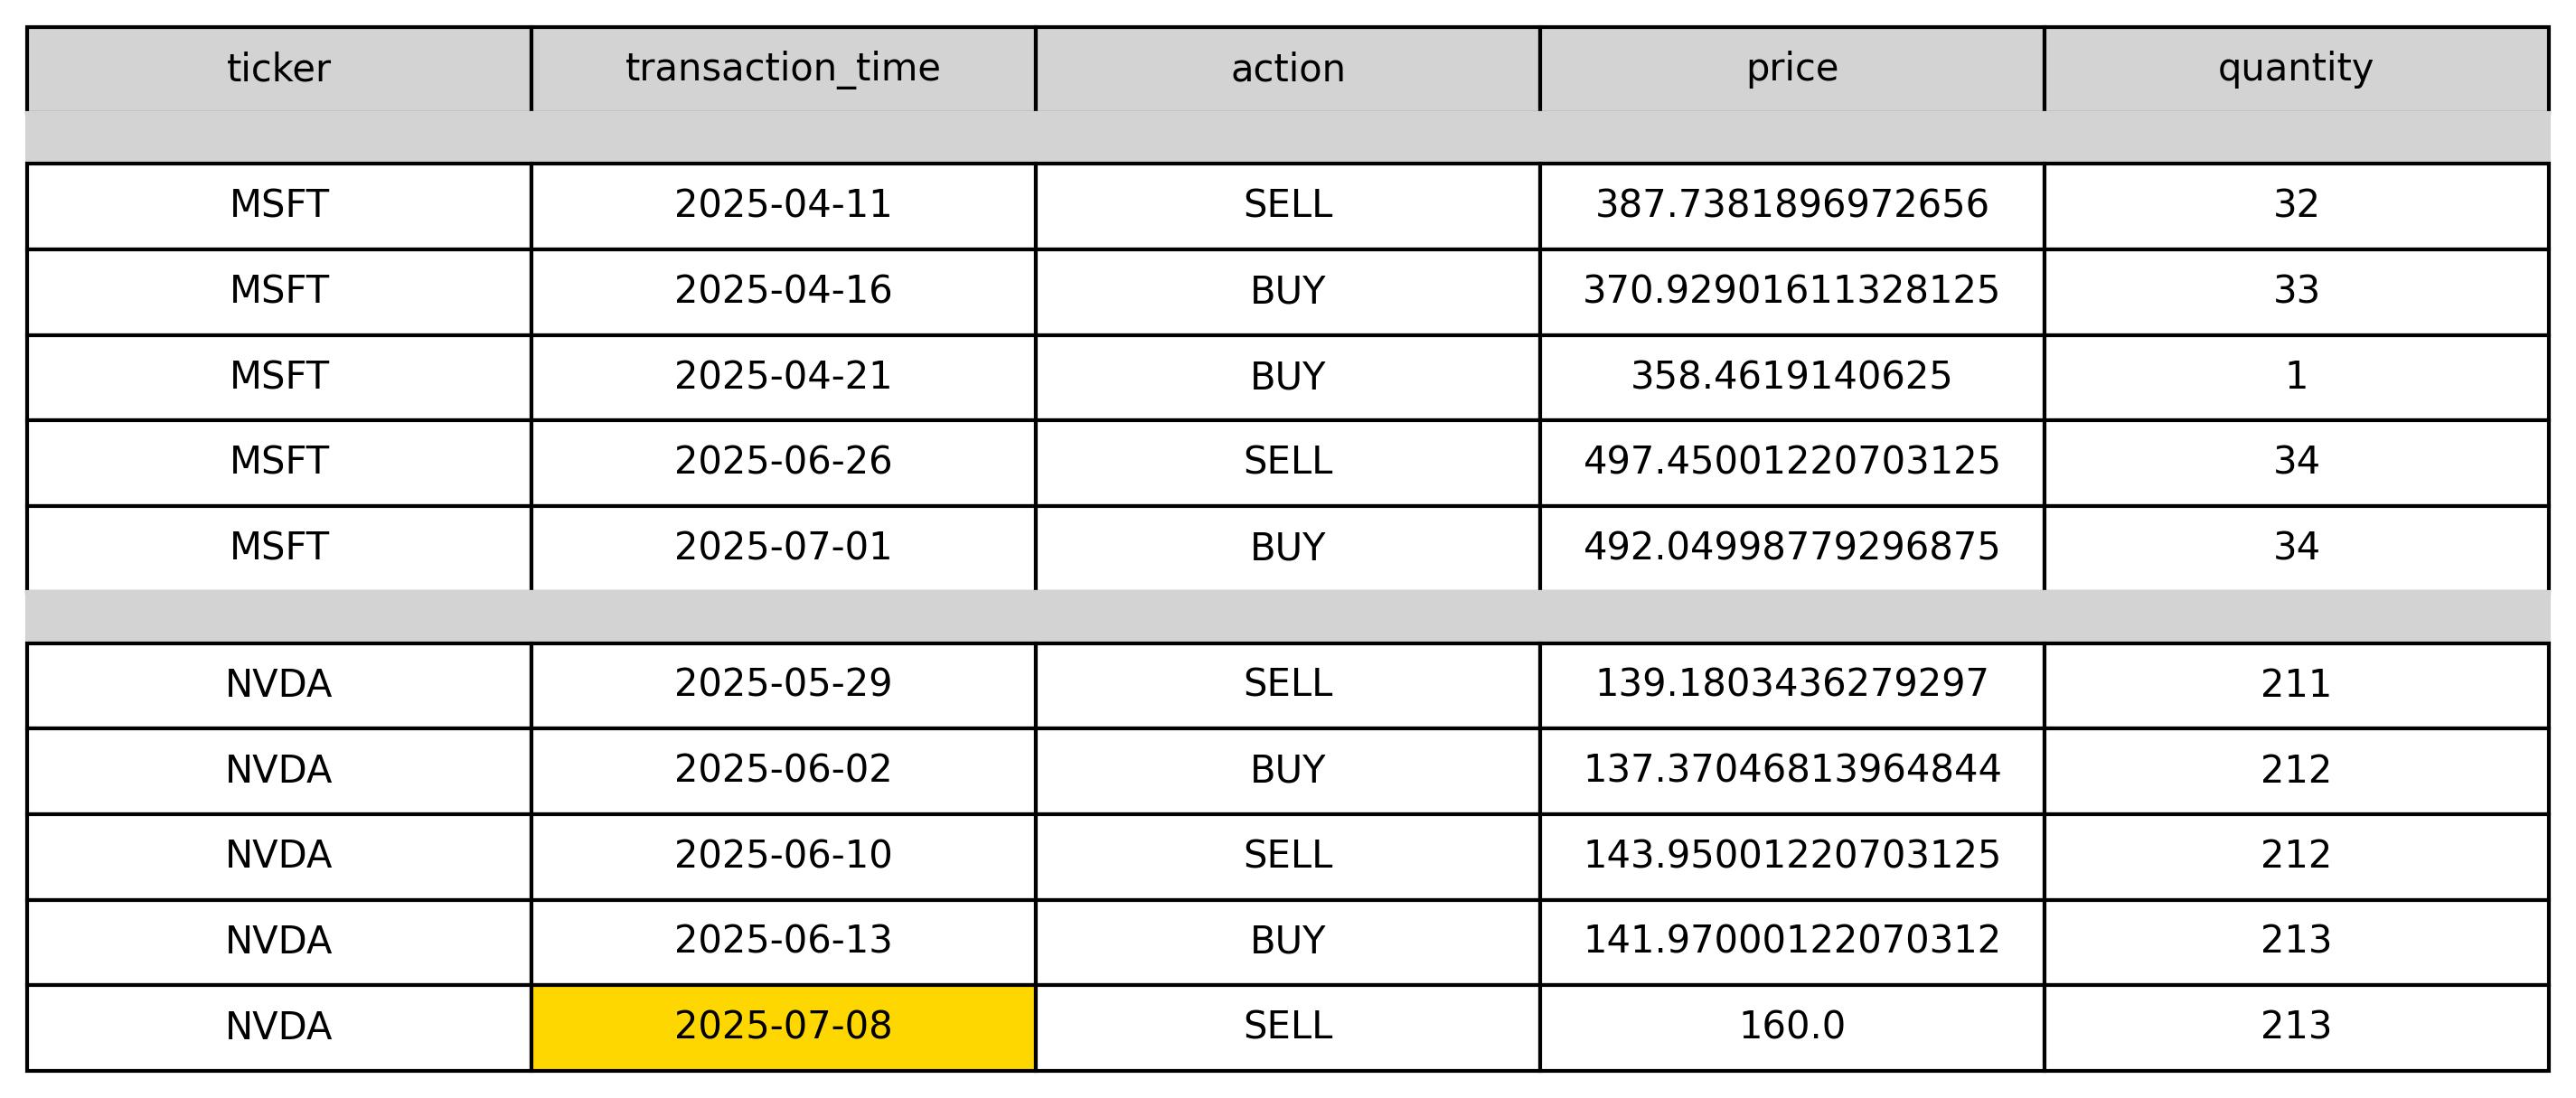 ticker transaction_time action price quantity
MSFT 2025-04-11 SELL 387.7381896972656 32
MSFT 2025-04-16 BUY 370.92901611328125 33
MSFT 2025-04-21 BUY 358.4619140625 1
MSFT 2025-06-26 SELL 497.45001220703125 34
MSFT 2025-07-01 BUY 492.04998779296875 34
NVDA 2025-05-29 SELL 139.1803436279297 211
NVDA 2025-06-02 BUY 137.37046813964844 212
NVDA 2025-06-10 SELL 143.95001220703125 212
NVDA 2025-06-13 BUY 141.97000122070312 213
NVDA 2025-07-08 SELL 160.0 213